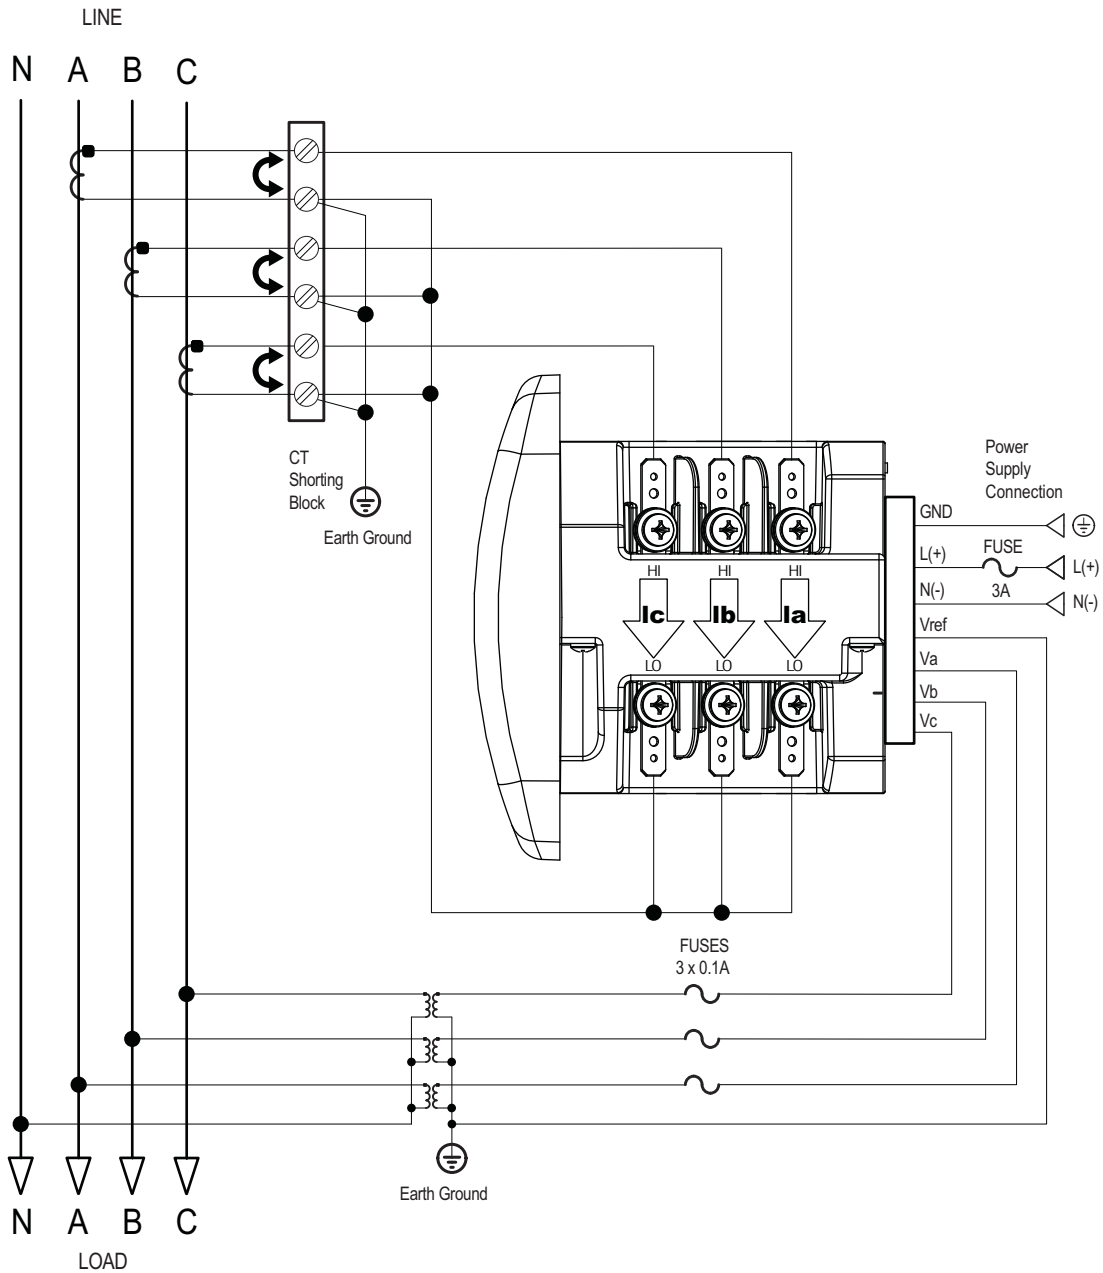 LINE
N A B C
CT
Shorting
Block
Earth Ground
Power
Supply
Connection
GND
L(+) FUSE L(+)
3A
N(-) N(-)
Vref
Va
Vb
Vc
HI HI HI
Ic Ib Ia
LO LO LO
FUSES
3 x 0.1A
Earth Ground
N A B C
LOAD